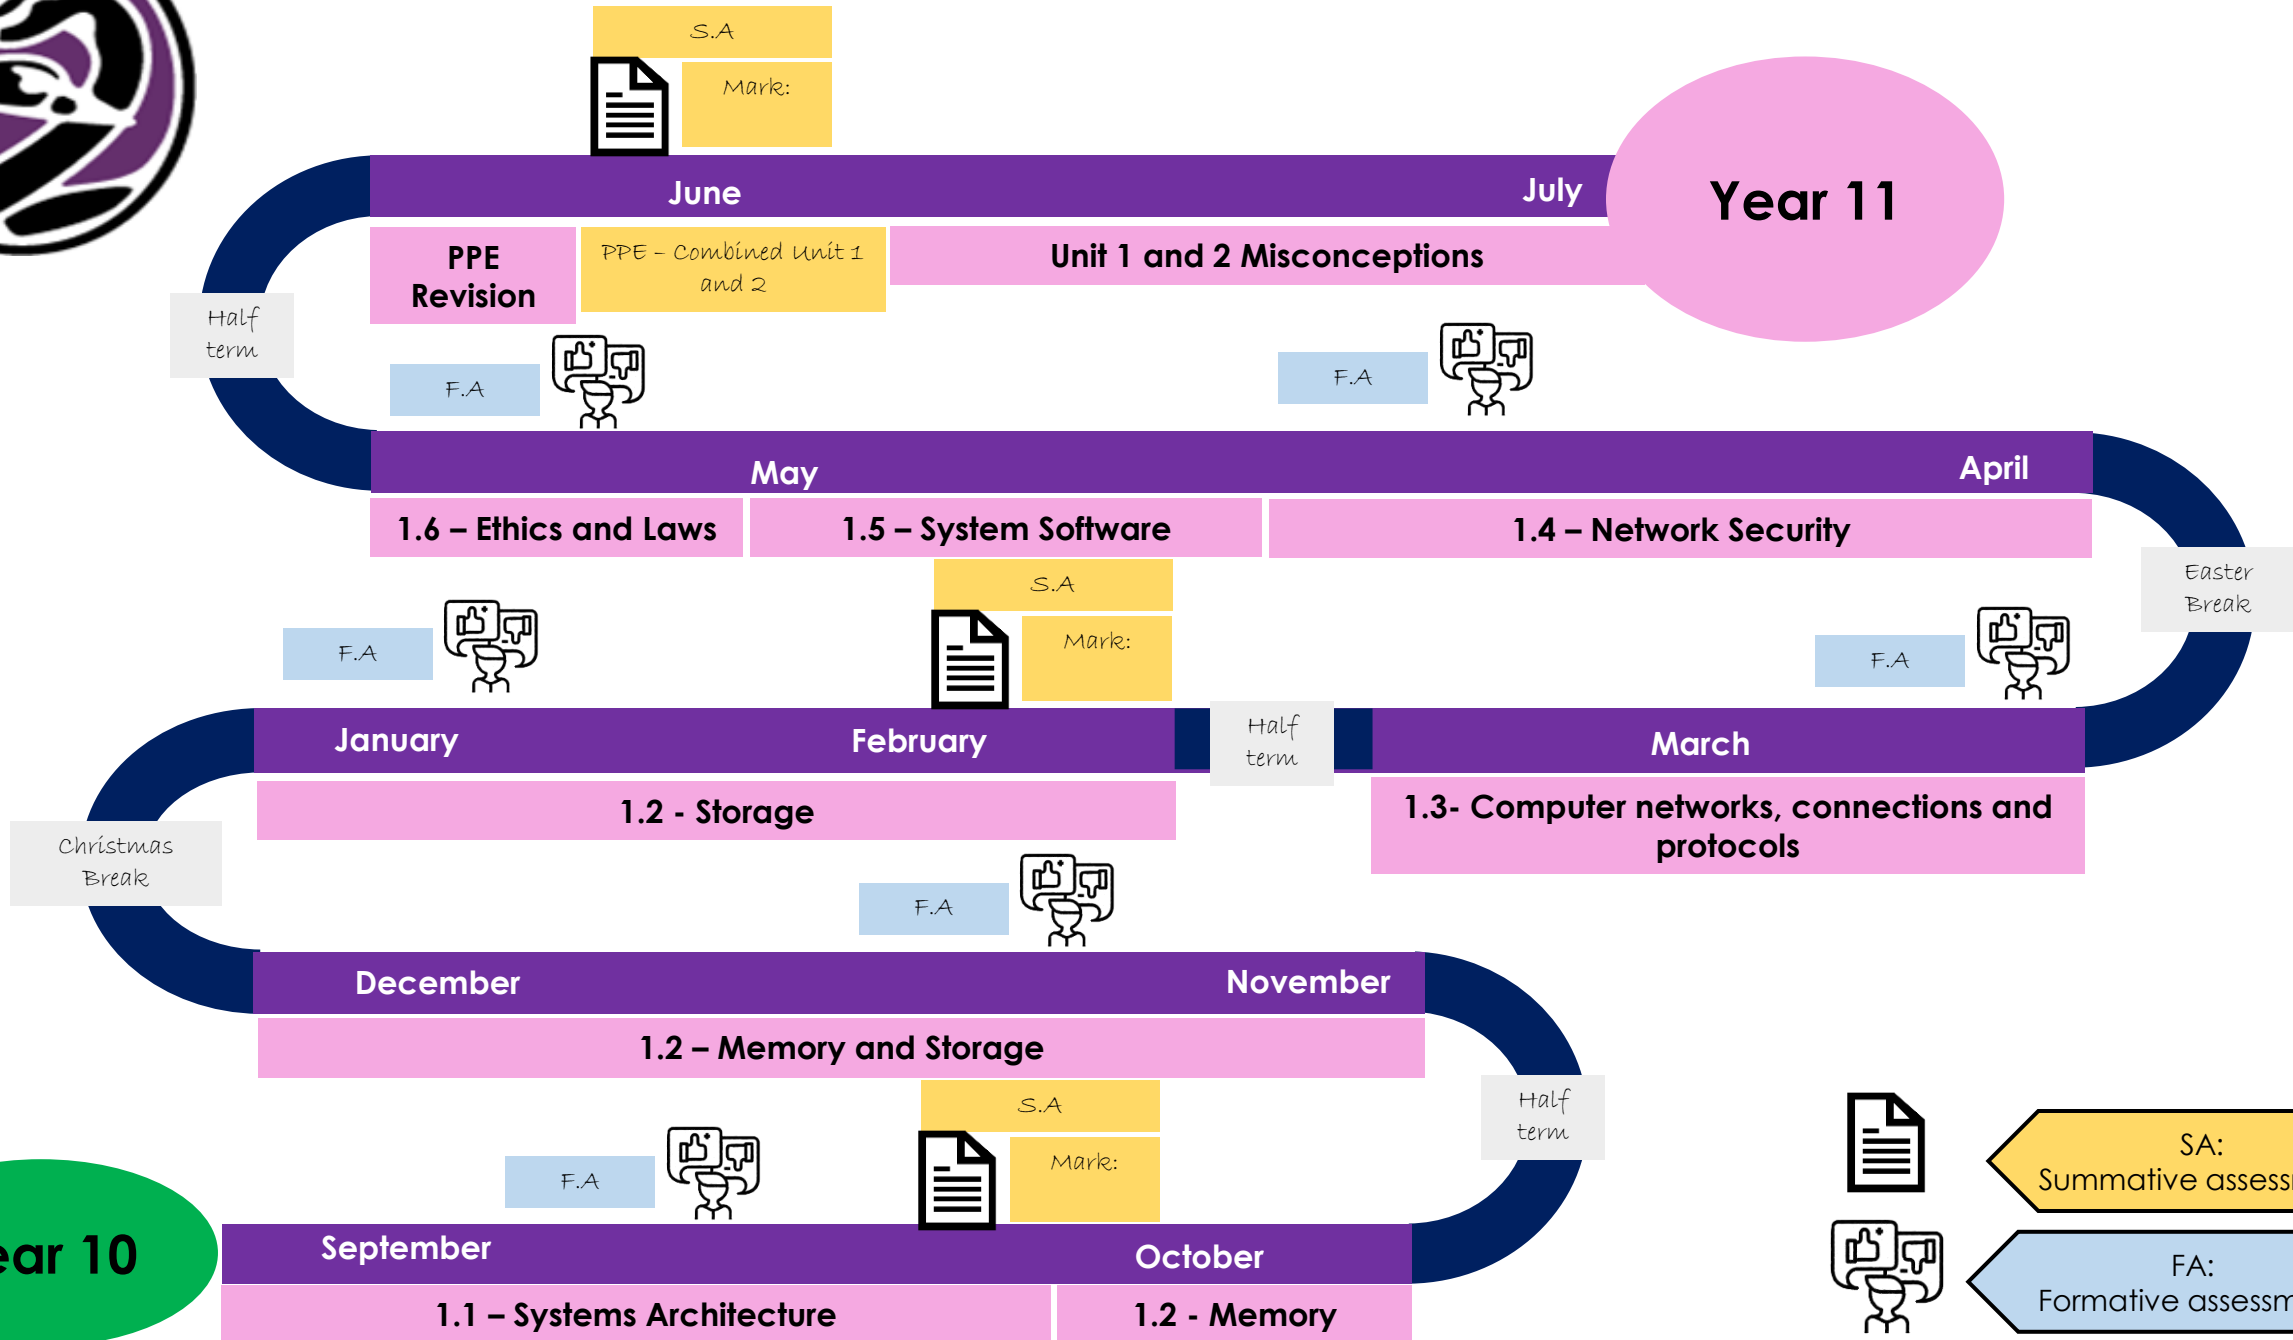 S.A
Mark:
June
July
Year 11
PPE
Revision
PPE – Combined Unit 1
and 2
Unit 1 and 2 Misconceptions
Half
term
F.A
F.A
May
April
1.6 – Ethics and Laws
1.5 – System Software
1.4 – Network Security
Easter
Break
S.A
Mark:
F.A
F.A
January
February
Half
term
March
1.2 - Storage
1.3- Computer networks, connections and
protocols
Christmas
Break
F.A
December
November
1.2 – Memory and Storage
Half
term
S.A
Mark:
F.A
SA:
Summative
FA:
Formative
10
September
October
1.1 – Systems Architecture
1.2 - Memory